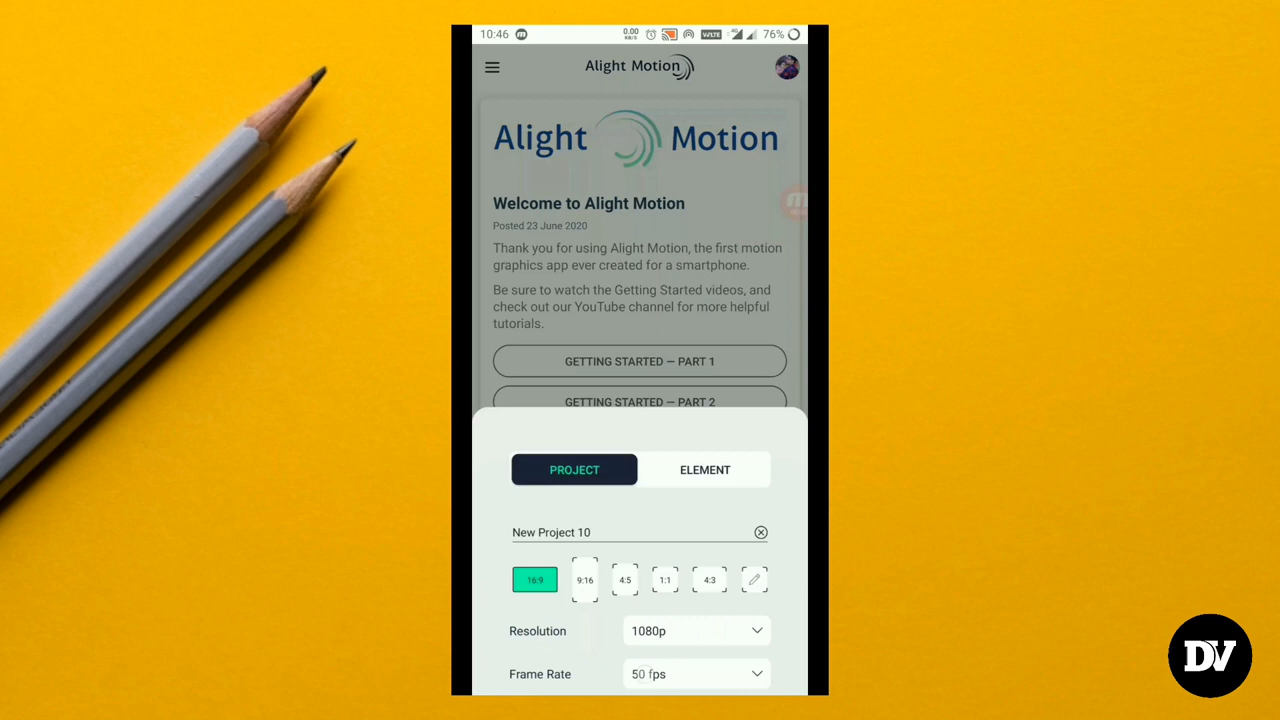 10:46
0.00
KB/S
VoLTE
76%
Alight Motion
Alight Motion
Welcome to Alight Motion
Posted 23 June 2020
Thank you for using Alight Motion, the first motion
graphics app ever created for a smartphone.
Be sure to watch the Getting Started videos, and
check out our YouTube channel for more helpful
tutorials.
GETTING STARTED – PART 1
GETTING STARTED – PART 2
PROJECT
ELEMENT
New Project 10
16:9
9:16
4:5
1:1
4:3
Resolution
1080p
Frame Rate
50 fps
DV